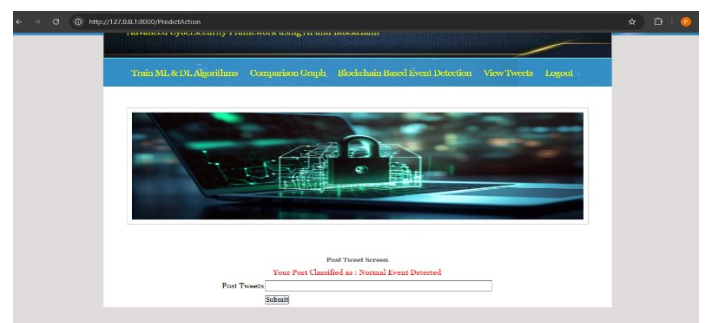 http://127.0.0.1:8000/PredictAction
Advanced Cybersecurity Framework using AI and Blockchain
Train ML & DL Algorithms Comparison Graph Blockchain Based Event Detection View Tweets Logout
Post Tweet Screen
Your Post Classified as : Normal Event Detected
Post Tweets
Submit